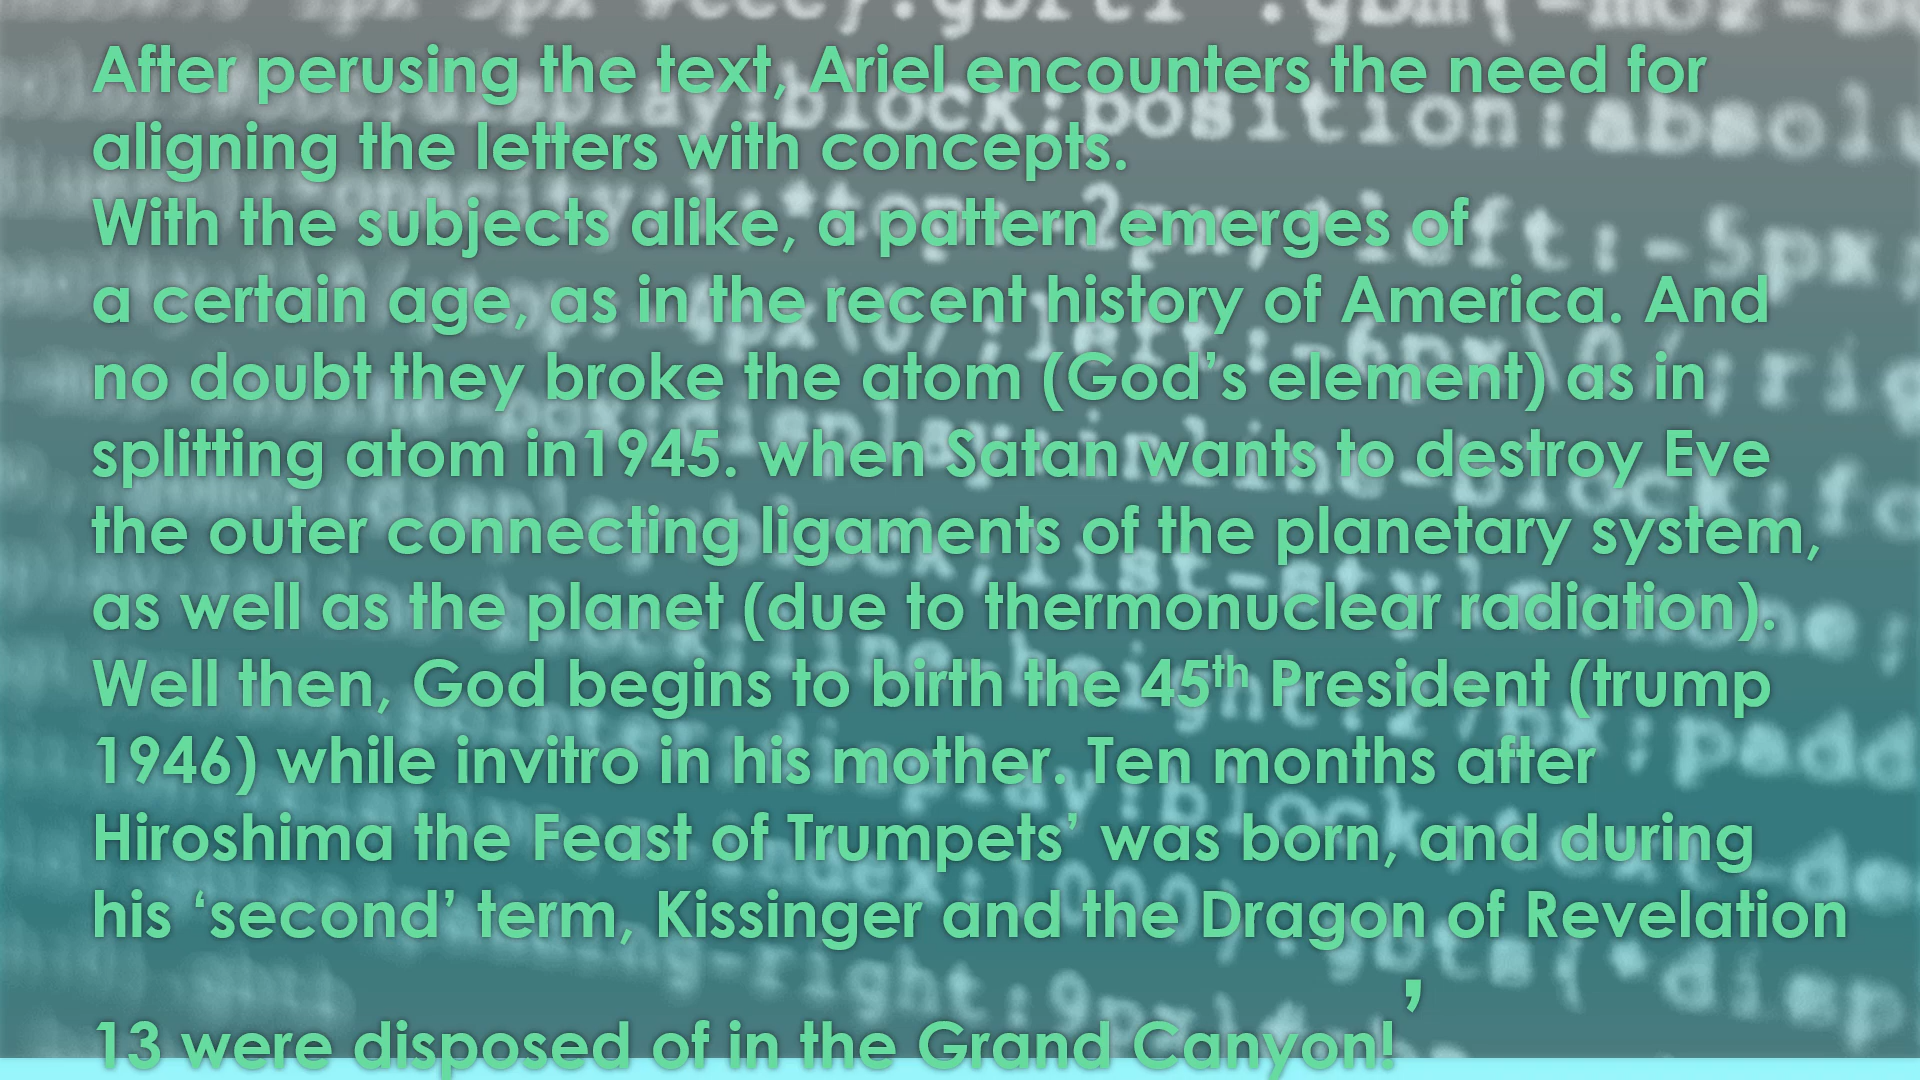 After perusing the text, Ariel encounters the need for
aligning the letters with concepts.
With the subjects alike, a pattern emerges of
a certain age, as in the recent history of America. And
no doubt they broke the atom (God’s element) as in
splitting atom in1945. when Satan wants to destroy Eve
the outer connecting ligaments of the planetary system,
as well as the planet (due to thermonuclear radiation).
Well then, God begins to birth the 45th President (trump
1946) while invitro in his mother. Ten months after
Hiroshima the Feast of Trumpets’ was born, and during
his ‘second’ term, Kissinger and the Dragon of Revelation
13 were disposed of in the Grand Canyon!’